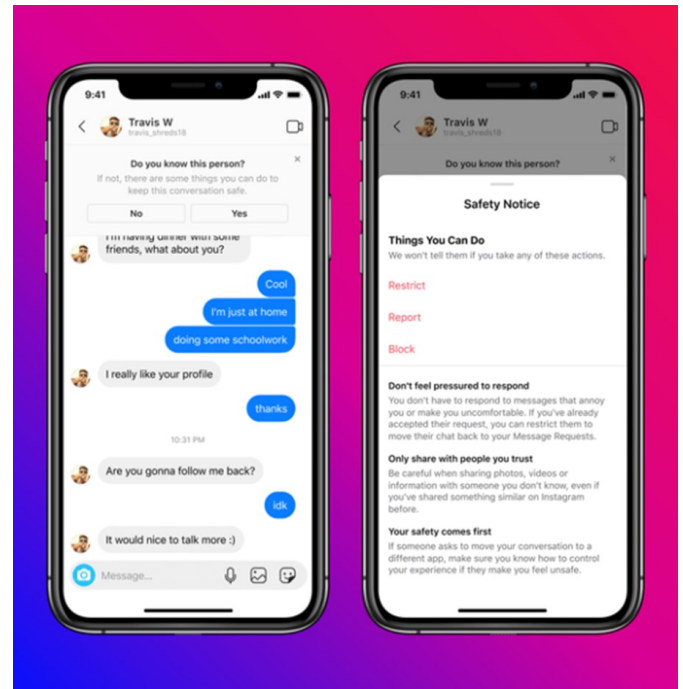 9:41
Travis W
travis_shreds18
Do you know this person?
If not, there are some things you can do to
keep this conversation safe.
No
Yes
I'm having dinner with some
friends, what about you?
Cool
I'm just at home
doing some schoolwork
I really like your profile
thanks
10:31 PM
Are you gonna follow me back?
idk
It would nice to talk more :)
Message...
9:41
Travis W
travis_shreds18
Do you know this person?
Safety Notice
Things You Can Do
We won't tell them if you take any of these actions.
Restrict
Report
Block
Don't feel pressured to respond
You don't have to respond to messages that annoy
you or make you uncomfortable. If you've already
accepted their request, you can restrict them to
move their chat back to your Message Requests.
Only share with people you trust
Be careful when sharing photos, videos or
information with someone you don't know, even if
you've shared something similar on Instagram
before.
Your safety comes first
If someone asks to move your conversation to a
different app, make sure you know how to control
your experience if they make you feel unsafe.